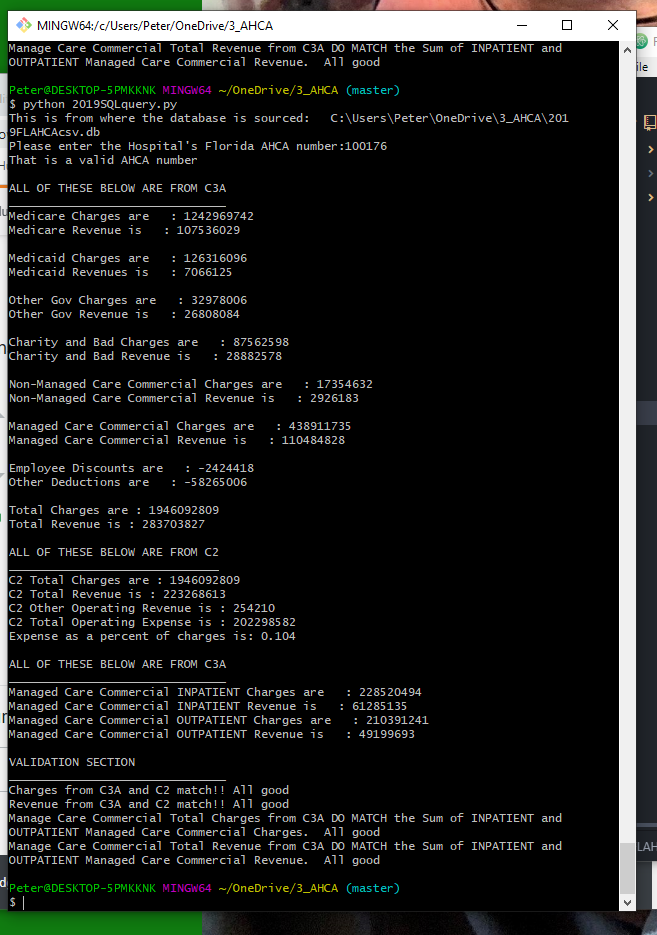 MINGW64:/c/Users/Peter/OneDrive/3_AHCA
Manage Care Commercial Total Revenue from C3A DO MATCH the Sum of INPATIENT and
OUTPATIENT Managed Care Commercial Revenue.  All good
Peter@DESKTOP-5PMKKNK MINGW64 ~/OneDrive/3_AHCA (master)
$ python 2019SQLquery.py
This is from where the database is sourced:   C:\Users\Peter\OneDrive\3_AHCA\201
9FLAHCAcsv.db
Please enter the Hospital's Florida AHCA number:100176
That is a valid AHCA number
ALL OF THESE BELOW ARE FROM C3A
_______________________________
Medicare Charges are   : 1242969742
Medicare Revenue is   : 107536029
Medicaid Charges are   : 126316096
Medicaid Revenues is   : 7066125
Other Gov Charges are   : 32978006
Other Gov Revenue is   : 26808084
Charity and Bad Charges are   : 87562598
Charity and Bad Revenue is   : 28882578
Non-Managed Care Commercial Charges are   : 17354632
Non-Managed Care Commercial Revenue is   : 2926183
Managed Care Commercial Charges are   : 438911735
Managed Care Commercial Revenue is   : 110484828
Employee Discounts are   : -2424418
Other Deductions are   : -58265006
Total Charges are : 1946092809
Total Revenue is : 283703827
ALL OF THESE BELOW ARE FROM C2
______________________________
C2 Total Charges are : 1946092809
C2 Total Revenue is : 223268613
C2 Other Operating Revenue is : 254210
C2 Total Operating Expense is : 202298582
Expense as a percent of charges is: 0.104
ALL OF THESE BELOW ARE FROM C3A
_______________________________
Managed Care Commercial INPATIENT Charges are   : 228520494
Managed Care Commercial INPATIENT Revenue is   : 61285135
Managed Care Commercial OUTPATIENT Charges are   : 210391241
Managed Care Commercial OUTPATIENT Revenue is   : 49199693
VALIDATION SECTION
_______________________________
Charges from C3A and C2 match!! All good
Revenue from C3A and C2 match!! All good
Manage Care Commercial Total Charges from C3A DO MATCH the Sum of INPATIENT and
OUTPATIENT Managed Care Commercial Charges.  All good
Manage Care Commercial Total Revenue from C3A DO MATCH the Sum of INPATIENT and
OUTPATIENT Managed Care Commercial Revenue.  All good
Peter@DESKTOP-5PMKKNK MINGW64 ~/OneDrive/3_AHCA (master)
$